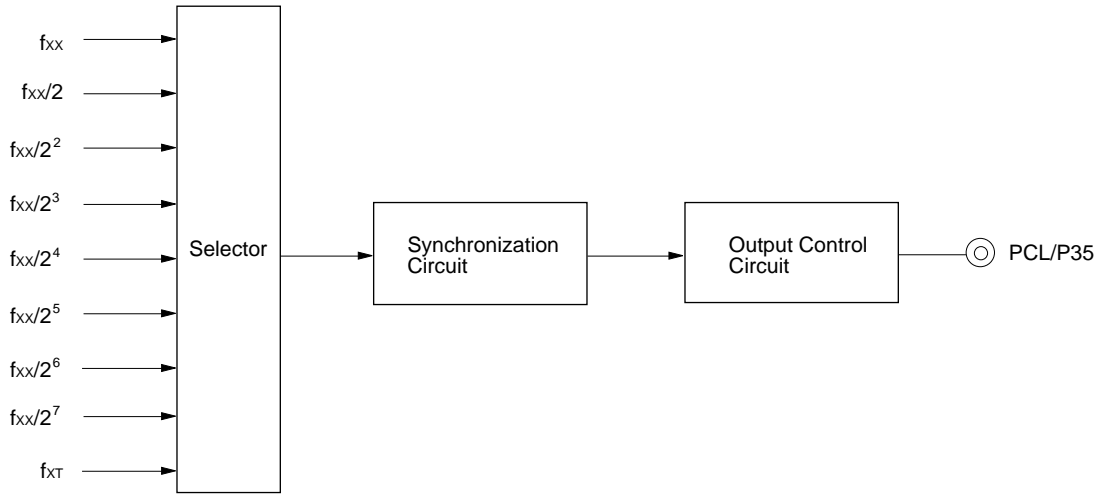 fXX
fXX/2
fXX/2²
fXX/2³
fXX/2⁴
fXX/2⁵
fXX/2⁶
fXX/2⁷
fXT
Selector
Synchronization
Circuit
Output Control
Circuit
PCL/P35